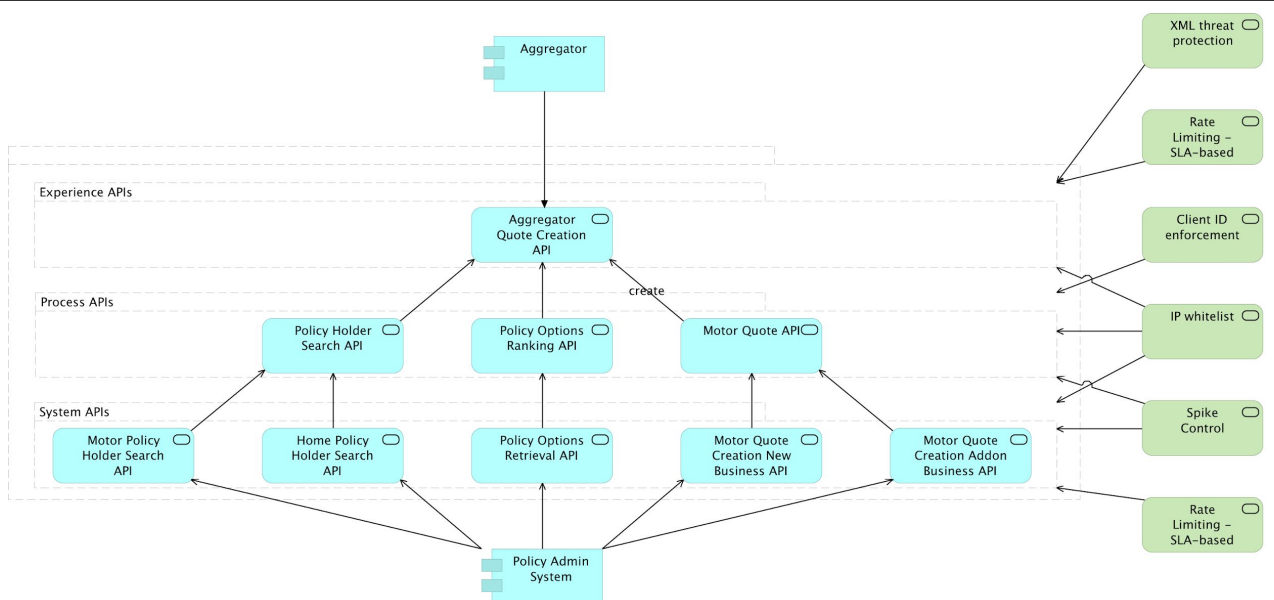 XML threat
protection
Aggregator
Rate
Limiting –
SLA-based
Experience APIs
Aggregator
Quote Creation
API
Client ID
enforcement
create
Process APIs
Policy Holder
Search API
Policy Options
Ranking API
Motor Quote API
IP whitelist
System APIs
Motor Policy
Holder Search
API
Home Policy
Holder Search
API
Policy Options
Retrieval API
Motor Quote
Creation New
Business API
Motor Quote
Creation Addon
Business API
Spike
Control
Rate
Limiting –
SLA-based
Policy Admin
System